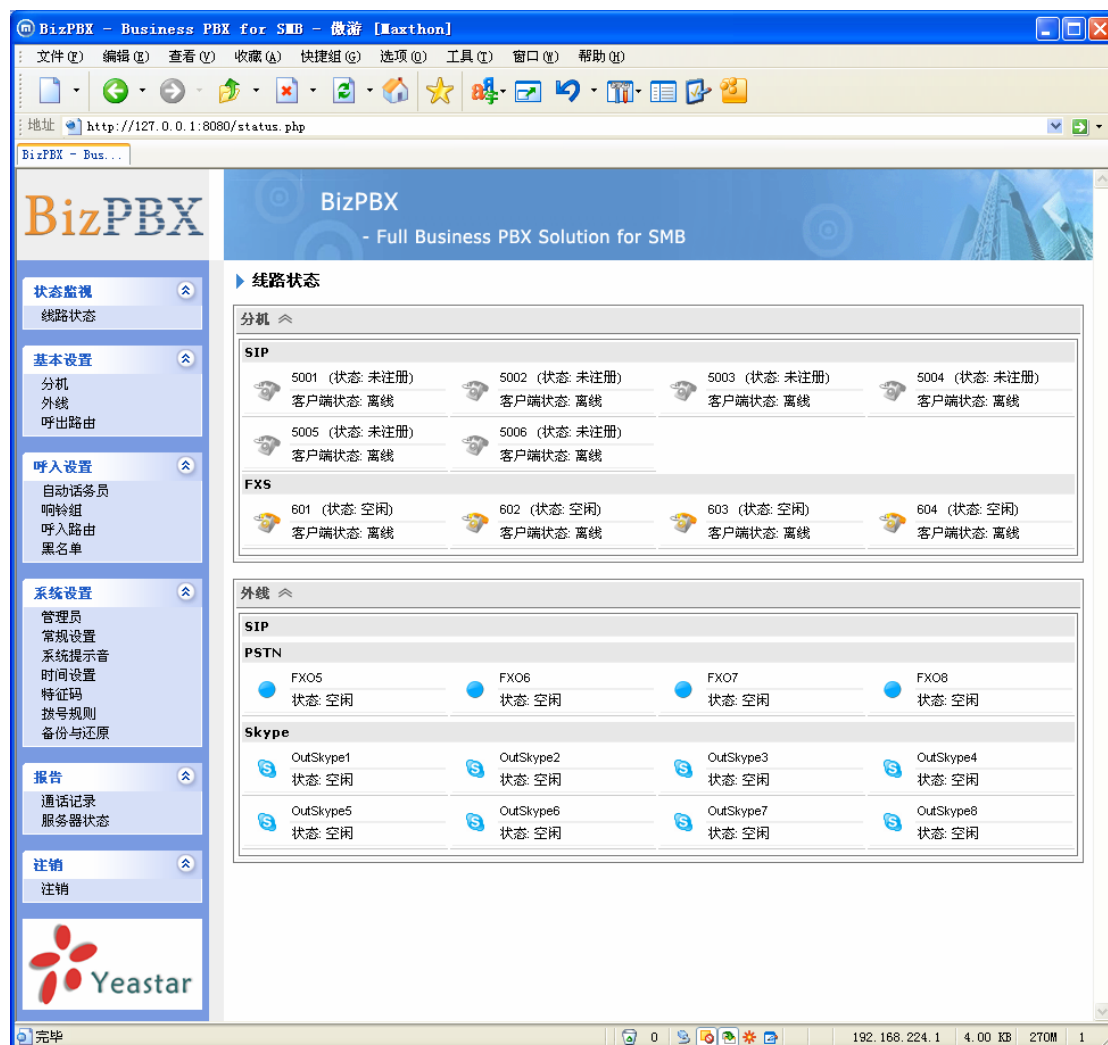 BizPBX - Business PBX for SMB - 傲游 [Maxthon]
文件(F) 编辑(E) 查看(V) 收藏(A) 快捷组(G) 选项(O) 工具(T) 窗口(W) 帮助(H)
地址 http://127.0.0.1:8080/status.php
BizPBX - Bus...
BizPBX
BizPBX
- Full Business PBX Solution for SMB
状态监视
线路状态
基本设置
分机
外线
呼出路由
呼入设置
自动话务员
响铃组
呼入路由
黑名单
系统设置
管理员
常规设置
系统提示音
时间设置
特征码
拨号规则
备份与还原
报告
通话记录
服务器状态
注销
注销
Yeastar
线路状态
分机
SIP
5001 (状态: 未注册) 5002 (状态: 未注册) 5003 (状态: 未注册) 5004 (状态: 未注册)
客户端状态: 离线 客户端状态: 离线 客户端状态: 离线 客户端状态: 离线
5005 (状态: 未注册) 5006 (状态: 未注册)
客户端状态: 离线 客户端状态: 离线
FXS
601 (状态: 空闲) 602 (状态: 空闲) 603 (状态: 空闲) 604 (状态: 空闲)
客户端状态: 离线 客户端状态: 离线 客户端状态: 离线 客户端状态: 离线
外线
SIP
PSTN
FXO5 FXO6 FXO7 FXO8
状态: 空闲 状态: 空闲 状态: 空闲 状态: 空闲
Skype
OutSkype1 OutSkype2 OutSkype3 OutSkype4
状态: 空闲 状态: 空闲 状态: 空闲 状态: 空闲
OutSkype5 OutSkype6 OutSkype7 OutSkype8
状态: 空闲 状态: 空闲 状态: 空闲 状态: 空闲
完毕 0 192.168.224.1 4.00 KB 270M 1